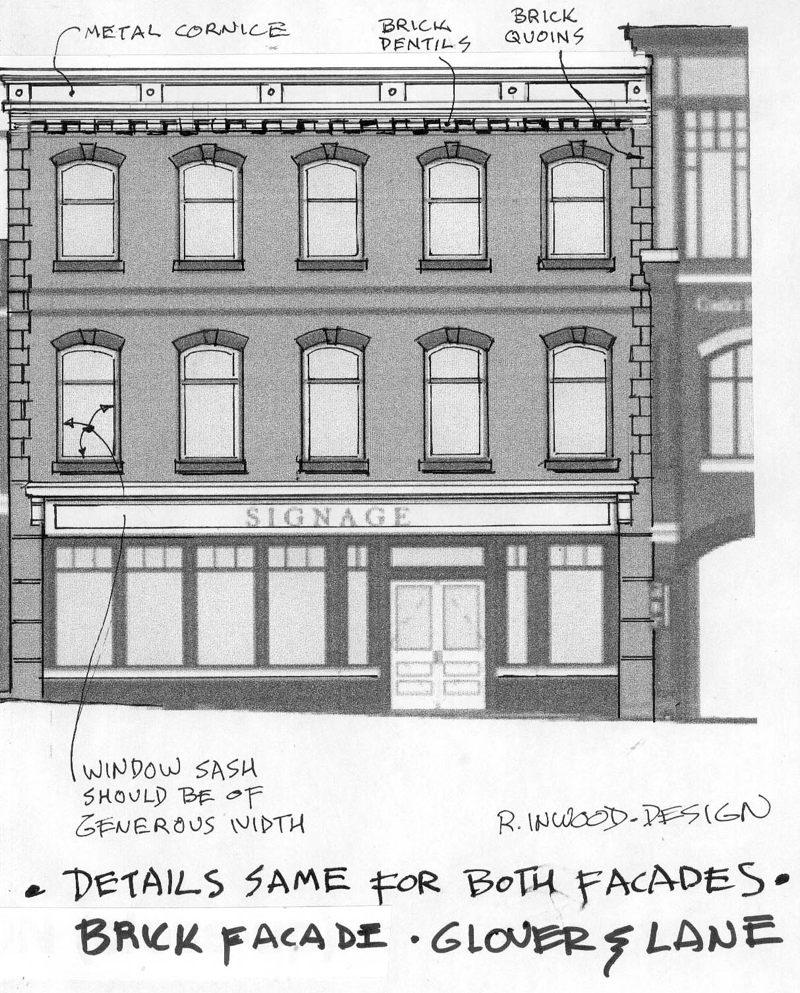 METAL CORNICE
BRICK
DENTILS
BRICK
QUOINS
SIGNAGE
WINDOW SASH
SHOULD BE OF
GENEROUS WIDTH
R. INWOOD-DESIGN
• DETAILS SAME FOR BOTH FACADES •
BRICK FACADE • GLOVER & LANE